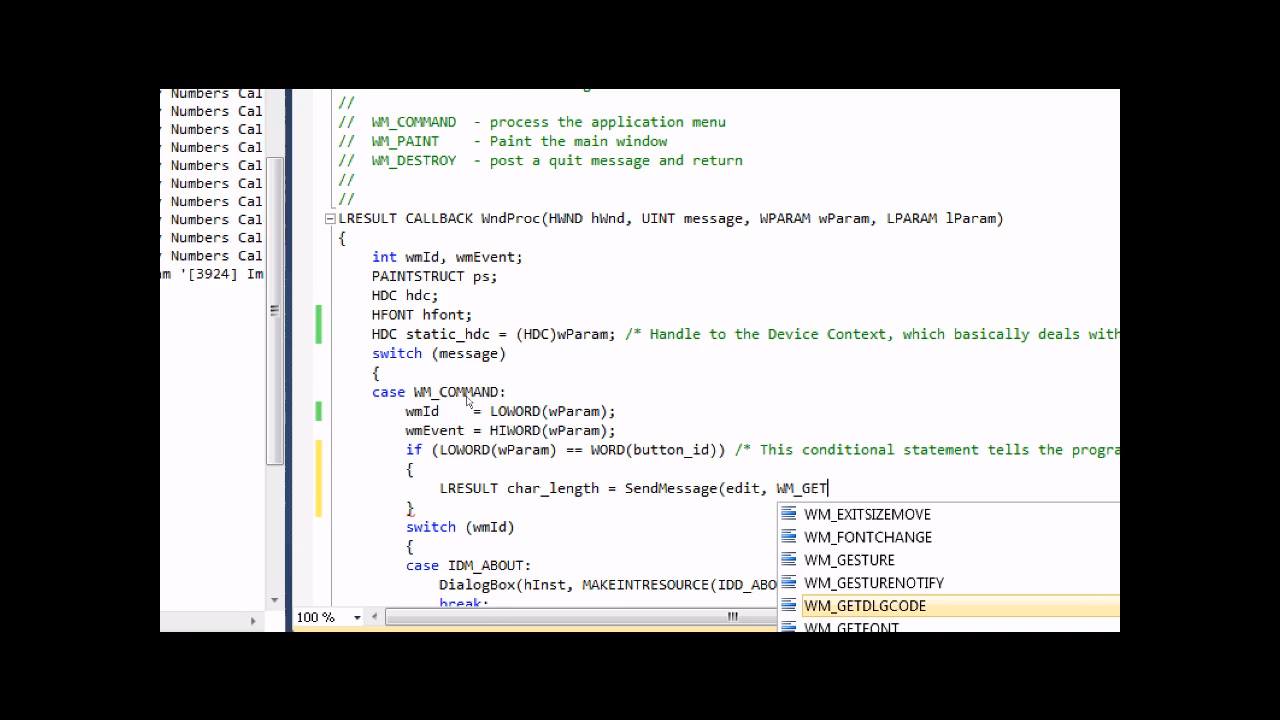 Numbers Cal
Numbers Cal
Numbers Cal
Numbers Cal
Numbers Cal
Numbers Cal
Numbers Cal
Numbers Cal
Numbers Cal
Numbers Cal
'[3924] Im
//
// WM_COMMAND - process the application menu
// WM_PAINT - Paint the main window
// WM_DESTROY - post a quit message and return
//
//
LRESULT CALLBACK WndProc(HWND hWnd, UINT message, WPARAM wParam, LPARAM lParam)
{
int wmId, wmEvent;
PAINTSTRUCT ps;
HDC hdc;
HFONT hfont;
HDC static_hdc = (HDC)wParam; /* Handle to the Device Context, which basically deals with
switch (message)
{
case WM_COMMAND:
wmId = LOWORD(wParam);
wmEvent = HIWORD(wParam);
if (LOWORD(wParam) == WORD(button_id)) /* This conditional statement tells the progra
{
LRESULT char_length = SendMessage(edit, WM_GET
}
switch (wmId)
{
case IDM_ABOUT:
DialogBox(hInst, MAKEINTRESOURCE(IDD_ABO
break;
WM_EXITSIZEMOVE
WM_FONTCHANGE
WM_GESTURE
WM_GESTURENOTIFY
WM_GETDLGCODE
WM_GETFONT
100 %